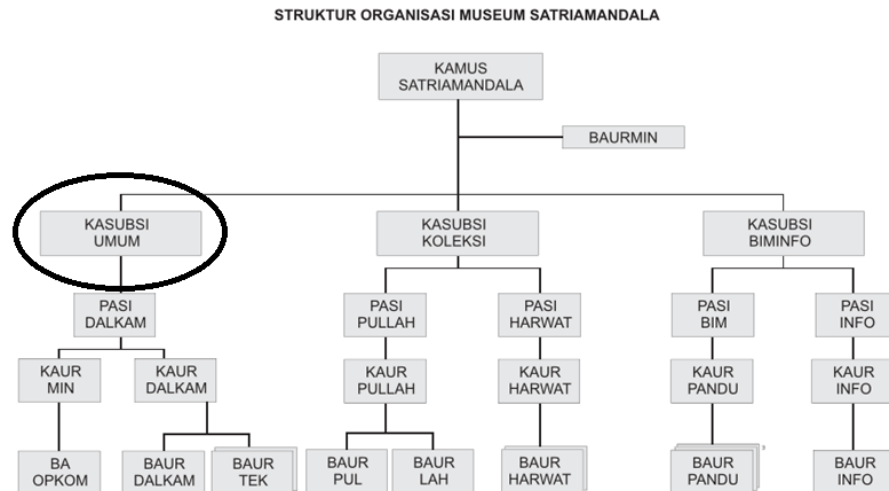 STRUKTUR ORGANISASI MUSEUM SATRIAMANDALA
KAMUS
SATRIAMANDALA
BAURMIN
KASUBSI
UMUM
KASUBSI
KOLEKSI
KASUBSI
BIMINFO
PASI
DALKAM
PASI
PULLAH
PASI
HARWAT
PASI
BIM
PASI
INFO
KAUR
MIN
KAUR
DALKAM
KAUR
PULLAH
KAUR
HARWAT
KAUR
PANDU
KAUR
INFO
BA
OPKOM
BAUR
DALKAM
BAUR
TEK
BAUR
PUL
BAUR
LAH
BAUR
HARWAT
BAUR
PANDU
BAUR
INFO